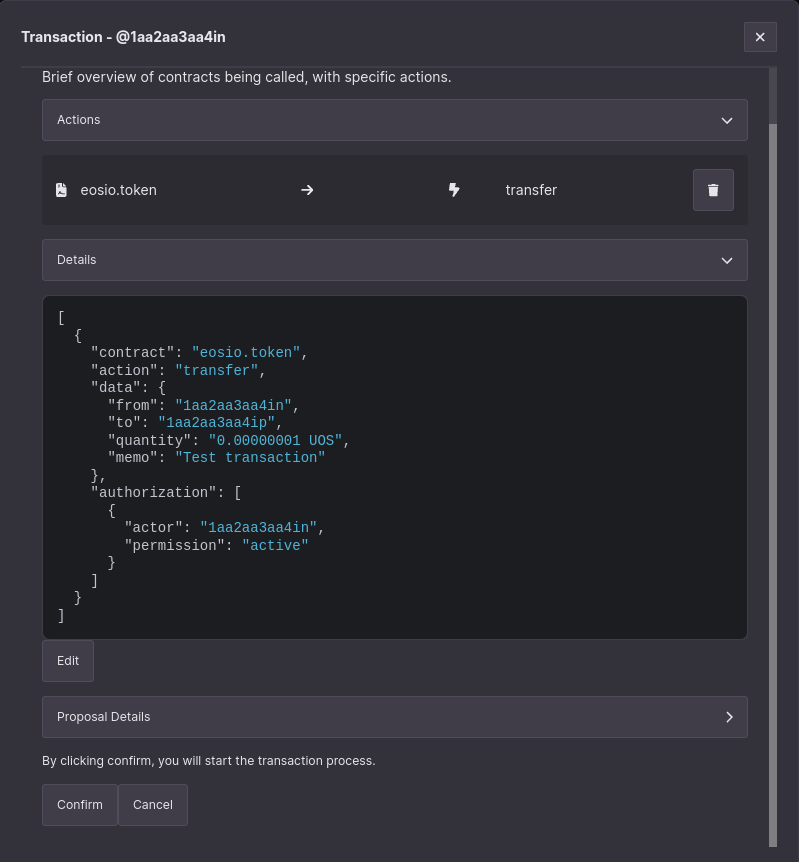 Transaction - @1aa2aa3aa4in
Brief overview of contracts being called, with specific actions.
Actions
eosio.token → transfer
Details
[
  {
    "contract": "eosio.token",
    "action": "transfer",
    "data": {
      "from": "1aa2aa3aa4in",
      "to": "1aa2aa3aa4ip",
      "quantity": "0.00000001 UOS",
      "memo": "Test transaction"
    },
    "authorization": [
      {
        "actor": "1aa2aa3aa4in",
        "permission": "active"
      }
    ]
  }
]
Edit
Proposal Details
By clicking confirm, you will start the transaction process.
Confirm Cancel